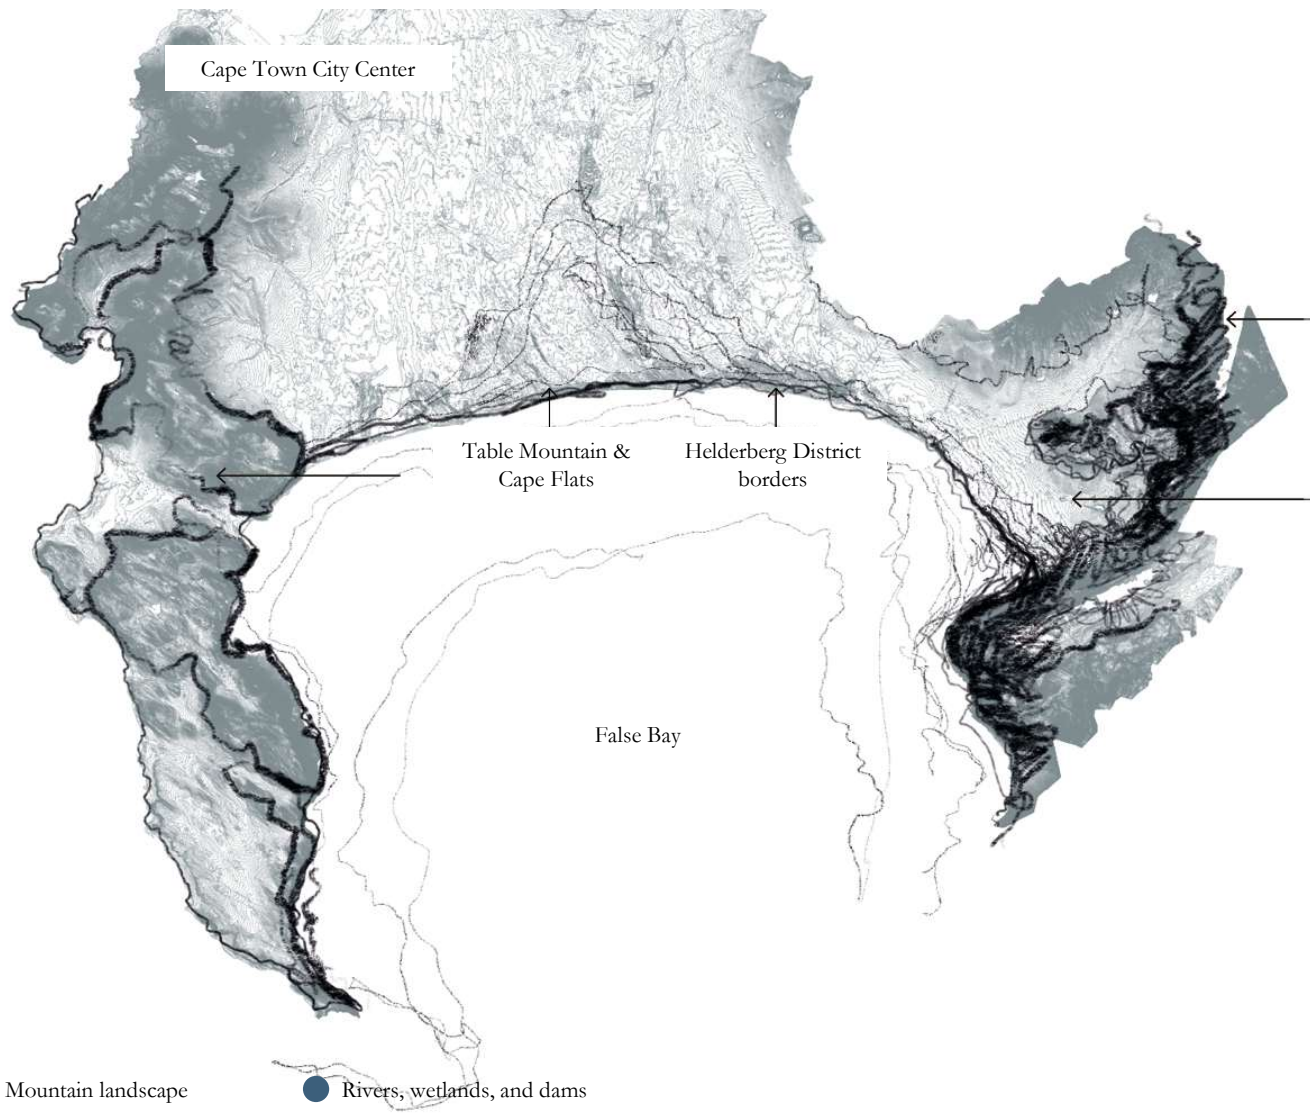 Cape Town City Center
Table Mountain &
Cape Flats
Helderberg District
borders
False Bay
Mountain landscape
Rivers, wetlands, and dams